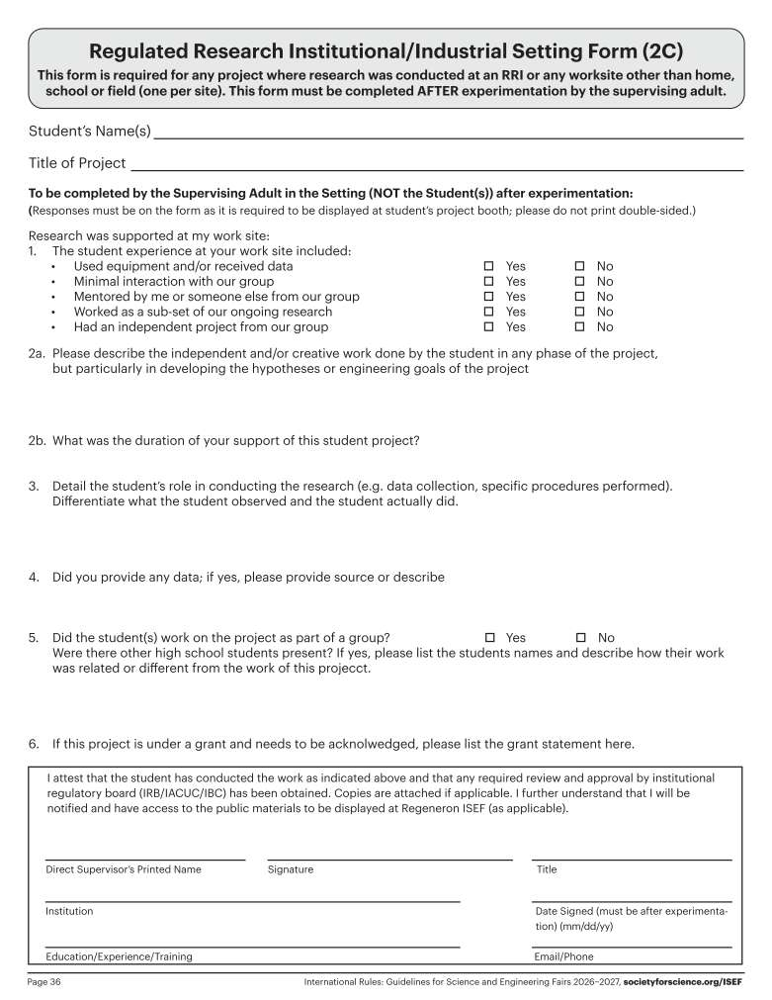 Regulated Research Institutional/Industrial Setting Form (2C)
This form is required for any project where research was conducted at an RRI or any worksite other than home,
school or field (one per site). This form must be completed AFTER experimentation by the supervising adult.
Student's Name(s)
Title of Project
To be completed by the Supervising Adult in the Setting (NOT the Student(s)) after experimentation:
(Responses must be on the form as it is required to be displayed at student's project booth; please do not print double-sided.)
Research was supported at my work site:
1. The student experience at your work site included:
• Used equipment and/or received data ☐ Yes ☐ No
• Minimal interaction with our group ☐ Yes ☐ No
• Mentored by me or someone else from our group ☐ Yes ☐ No
• Worked as a sub-set of our ongoing research ☐ Yes ☐ No
• Had an independent project from our group ☐ Yes ☐ No
2a. Please describe the independent and/or creative work done by the student in any phase of the project,
but particularly in developing the hypotheses or engineering goals of the project
2b. What was the duration of your support of this student project?
3. Detail the student's role in conducting the research (e.g. data collection, specific procedures performed).
Differentiate what the student observed and the student actually did.
4. Did you provide any data; if yes, please provide source or describe
5. Did the student(s) work on the project as part of a group? ☐ Yes ☐ No
Were there other high school students present? If yes, please list the students names and describe how their work
was related or different from the work of this projecct.
6. If this project is under a grant and needs to be acknolwedged, please list the grant statement here.
I attest that the student has conducted the work as indicated above and that any required review and approval by institutional
regulatory board (IRB/IACUC/IBC) has been obtained. Copies are attached if applicable. I further understand that I will be
notified and have access to the public materials to be displayed at Regeneron ISEF (as applicable).
Direct Supervisor's Printed Name Signature Title
Institution Date Signed (must be after experimenta-
tion) (mm/dd/yy)
Education/Experience/Training Email/Phone
Page 36 International Rules: Guidelines for Science and Engineering Fairs 2026–2027, societyforscience.org/ISEF